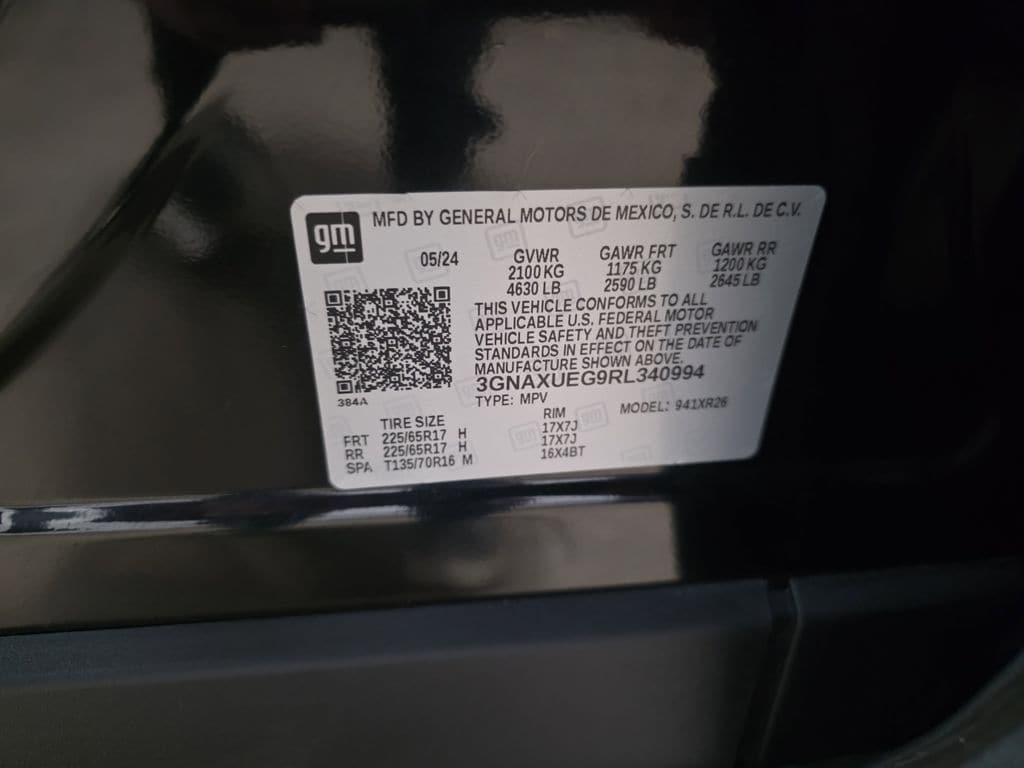 gm
MFD BY GENERAL MOTORS DE MEXICO, S. DE R.L. DE C.V.
05/24 GVWR GAWR FRT GAWR RR
2100 KG 1175 KG 1200 KG
4630 LB 2590 LB 2645 LB
THIS VEHICLE CONFORMS TO ALL
APPLICABLE U.S. FEDERAL MOTOR
VEHICLE SAFETY AND THEFT PREVENTION
STANDARDS IN EFFECT ON THE DATE OF
MANUFACTURE SHOWN ABOVE.
3GNAXUEG9RL340994
TYPE: MPV MODEL: 941XR26
384A
TIRE SIZE RIM
FRT 225/65R17 H 17X7J
RR 225/65R17 H 17X7J
SPA T135/70R16 M 16X4BT